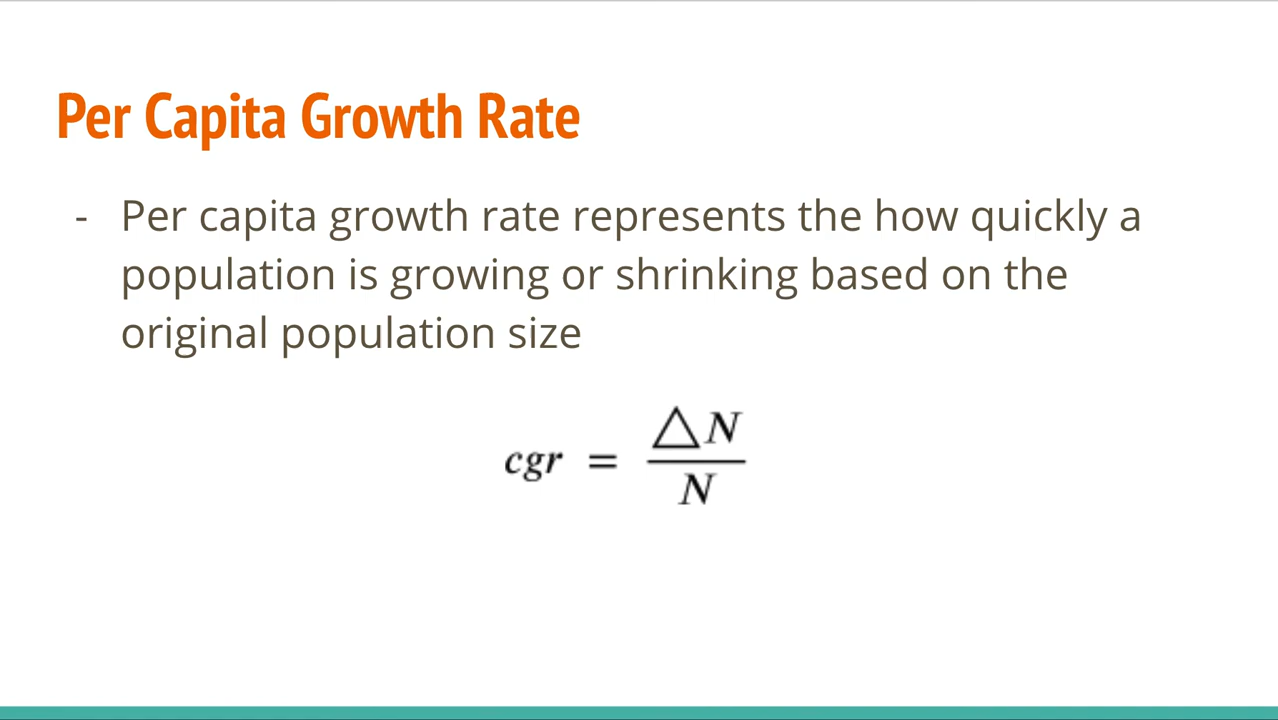 Per Capita Growth Rate
- Per capita growth rate represents the how quickly a
population is growing or shrinking based on the
original population size
cgr = △N / N